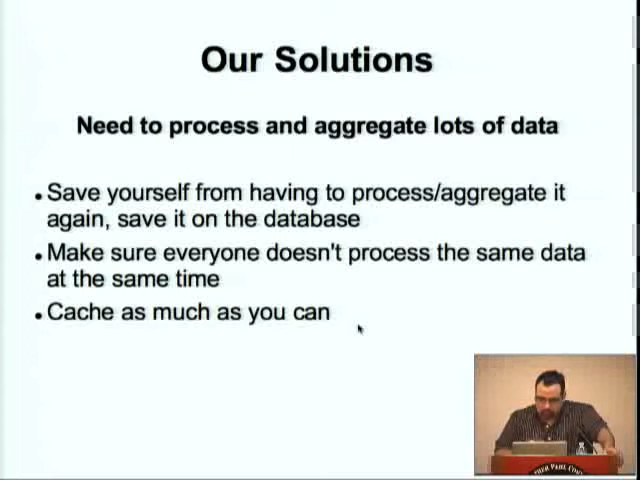 Our Solutions
Need to process and aggregate lots of data
• Save yourself from having to process/aggregate it
again, save it on the database
• Make sure everyone doesn't process the same data
at the same time
• Cache as much as you can